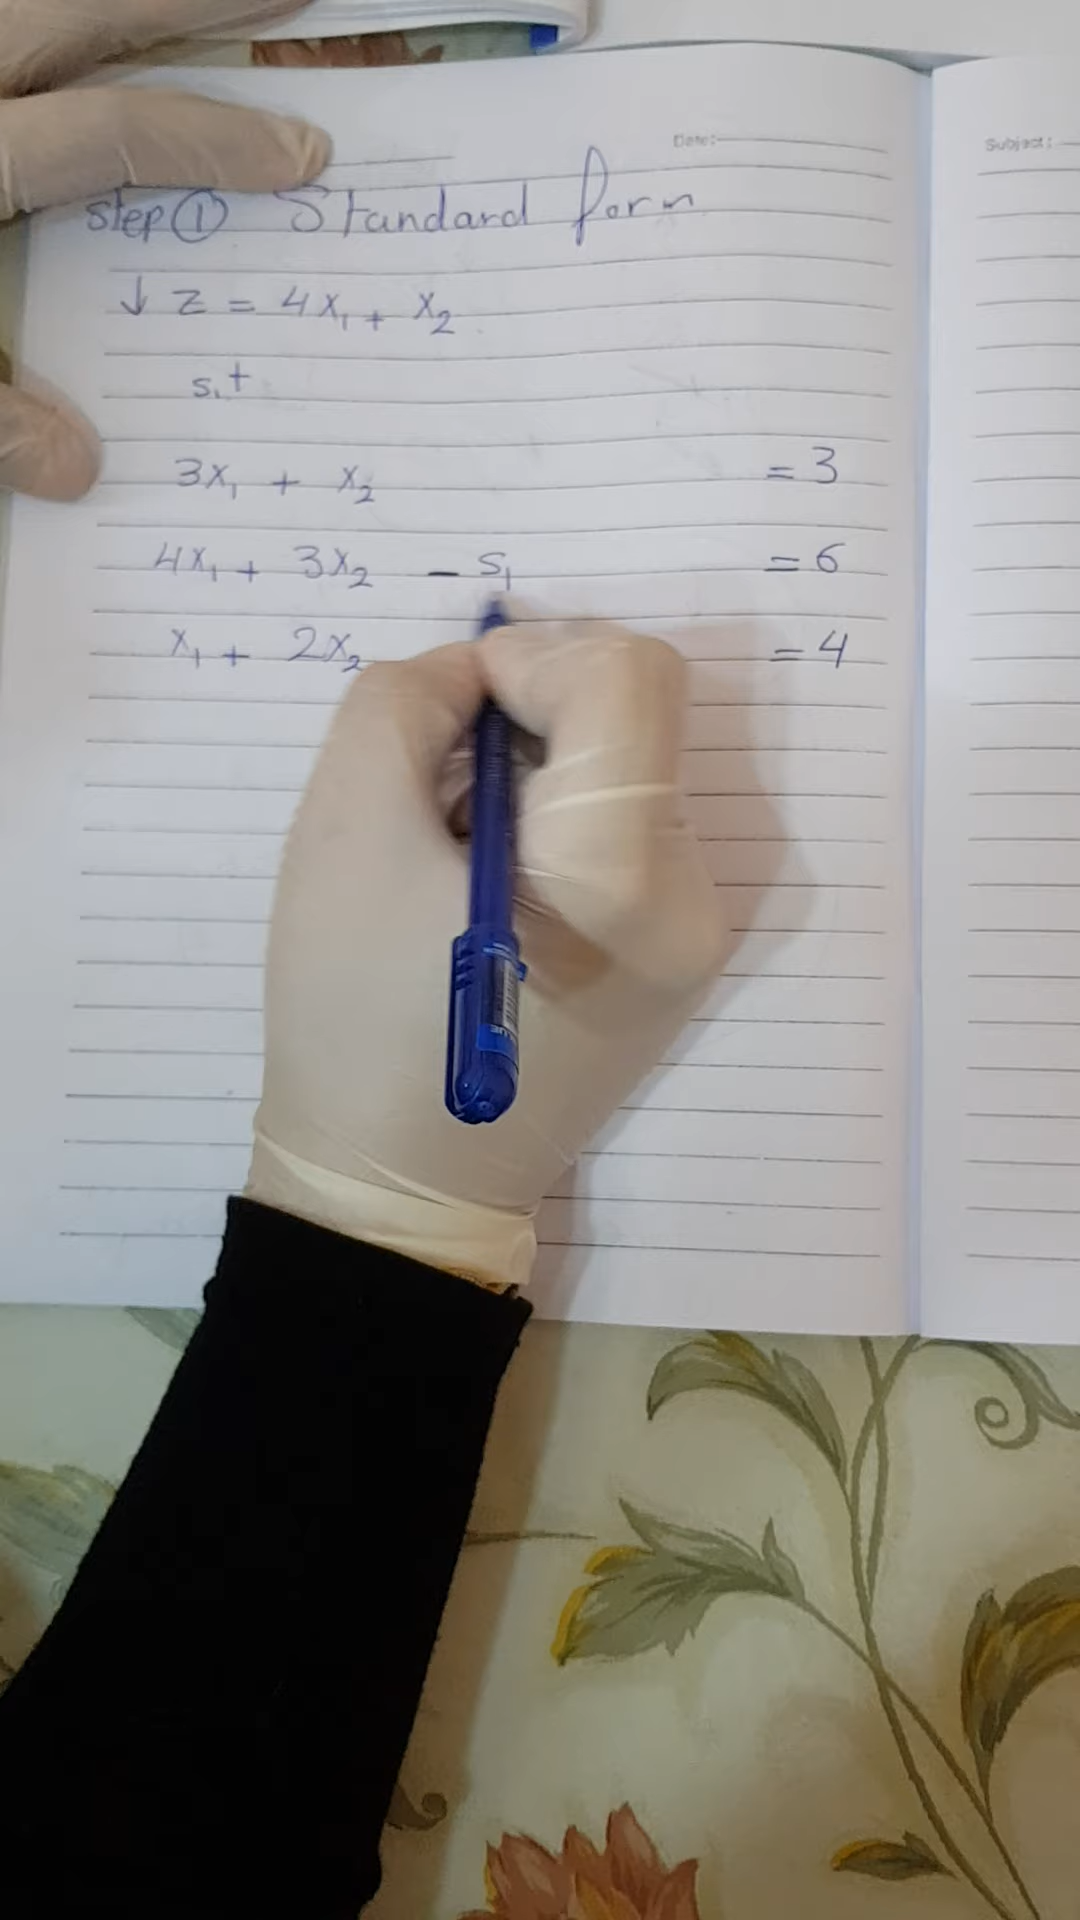 Date:
Subject:
step ① Standard form
↓ z = 4x₁ + x₂
s.t
3x₁ + x₂ = 3
4x₁ + 3x₂ - s₁ = 6
x₁ + 2x₂ = 4